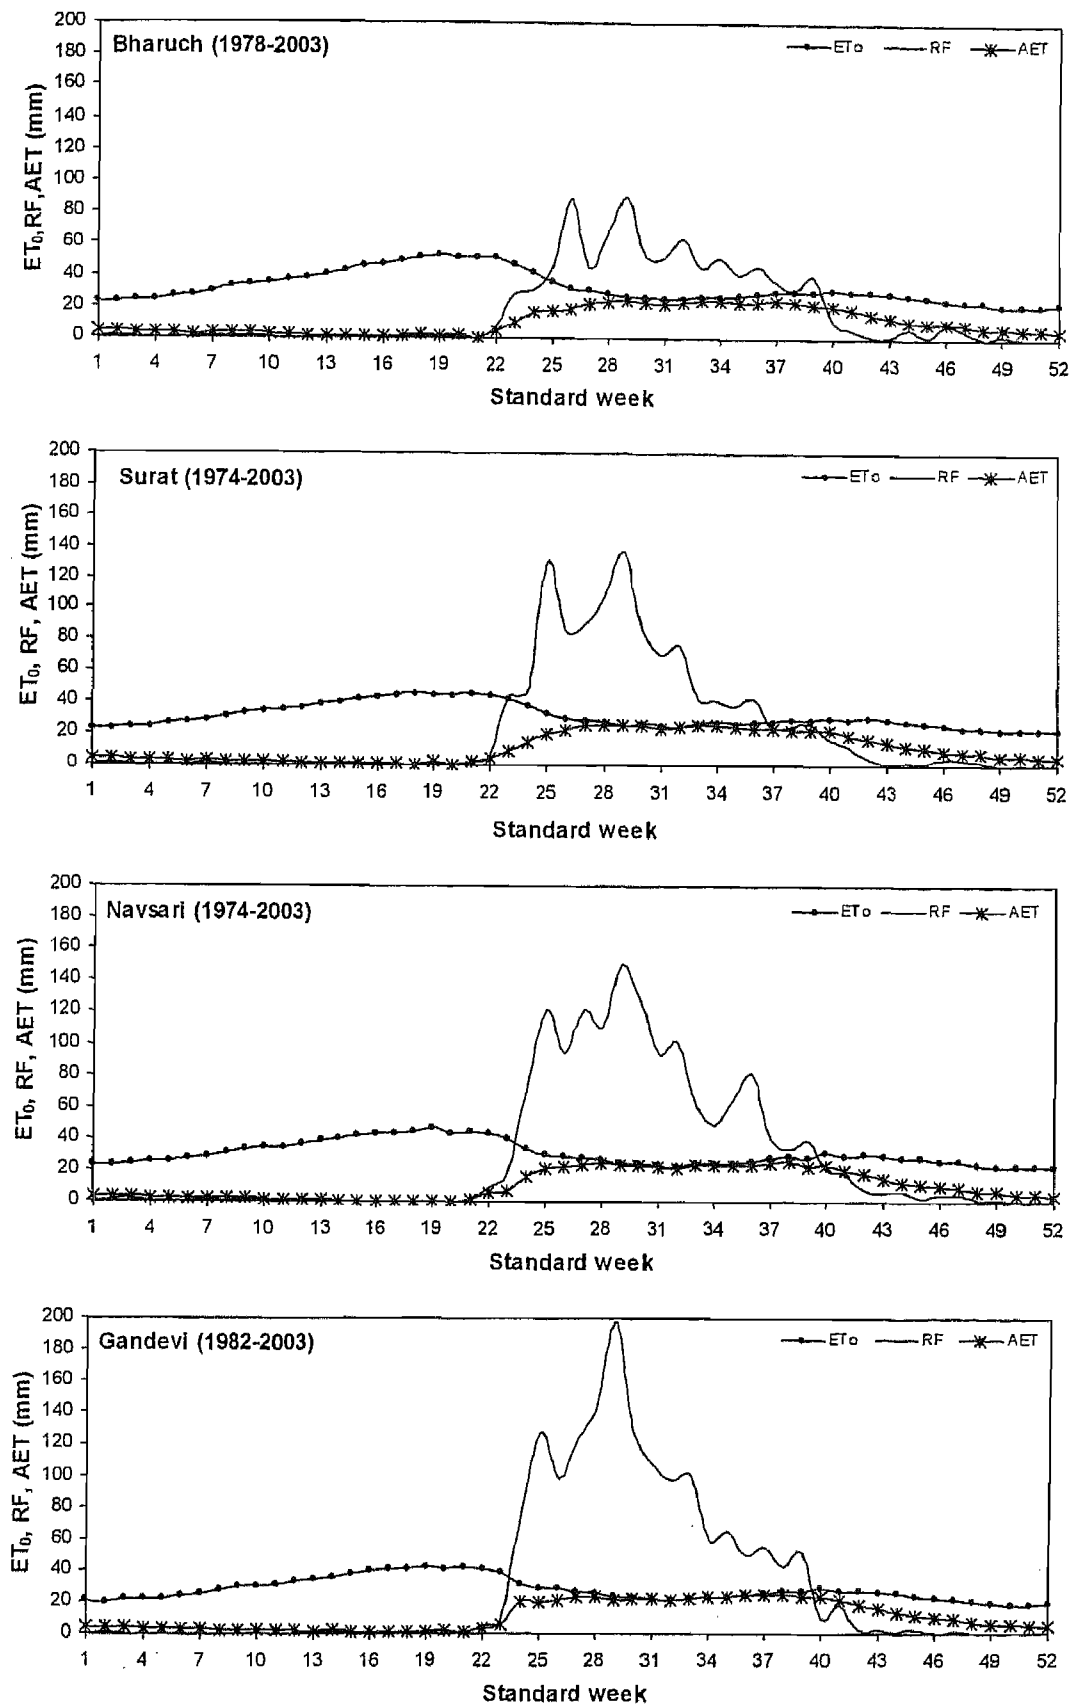 Bharuch (1978-2003)
ETo RF AET
ET0,RF,AET (mm)
200
180
160
140
120
100
80
60
40
20
0
1 4 7 10 13 16 19 22 25 28 31 34 37 40 43 46 49 52
Standard week
Surat (1974-2003)
ETo RF AET
ET0, RF, AET (mm)
200
180
160
140
120
100
80
60
40
20
0
1 4 7 10 13 16 19 22 25 28 31 34 37 40 43 46 49 52
Standard week
Navsari (1974-2003)
ETo RF AET
ET0, RF, AET (mm)
200
180
160
140
120
100
80
60
40
20
0
1 4 7 10 13 16 19 22 25 28 31 34 37 40 43 46 49 52
Standard week
Gandevi (1982-2003)
ETo RF AET
ET0, RF, AET (mm)
200
180
160
140
120
100
80
60
40
20
0
1 4 7 10 13 16 19 22 25 28 31 34 37 40 43 46 49 52
Standard week